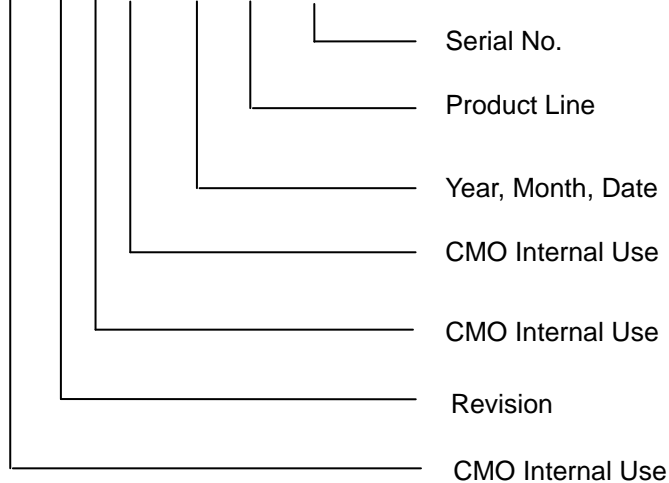 Serial No.
Product Line
Year, Month, Date
CMO Internal Use
CMO Internal Use
Revision
CMO Internal Use